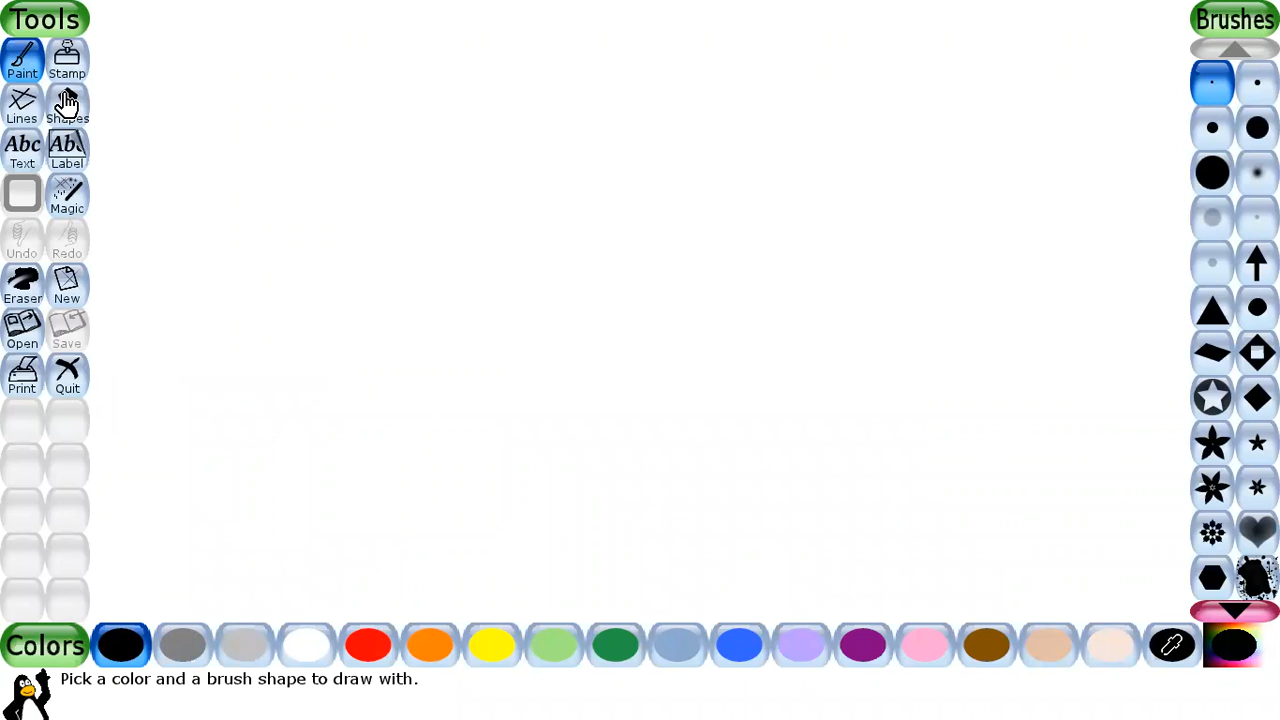 Tools
Brushes
Paint
Stamp
Lines
Shapes
Abc
Text
Abc
Label
Magic
Undo
Redo
Eraser
New
Open
Save
Print
Quit
Colors
Pick a color and a brush shape to draw with.